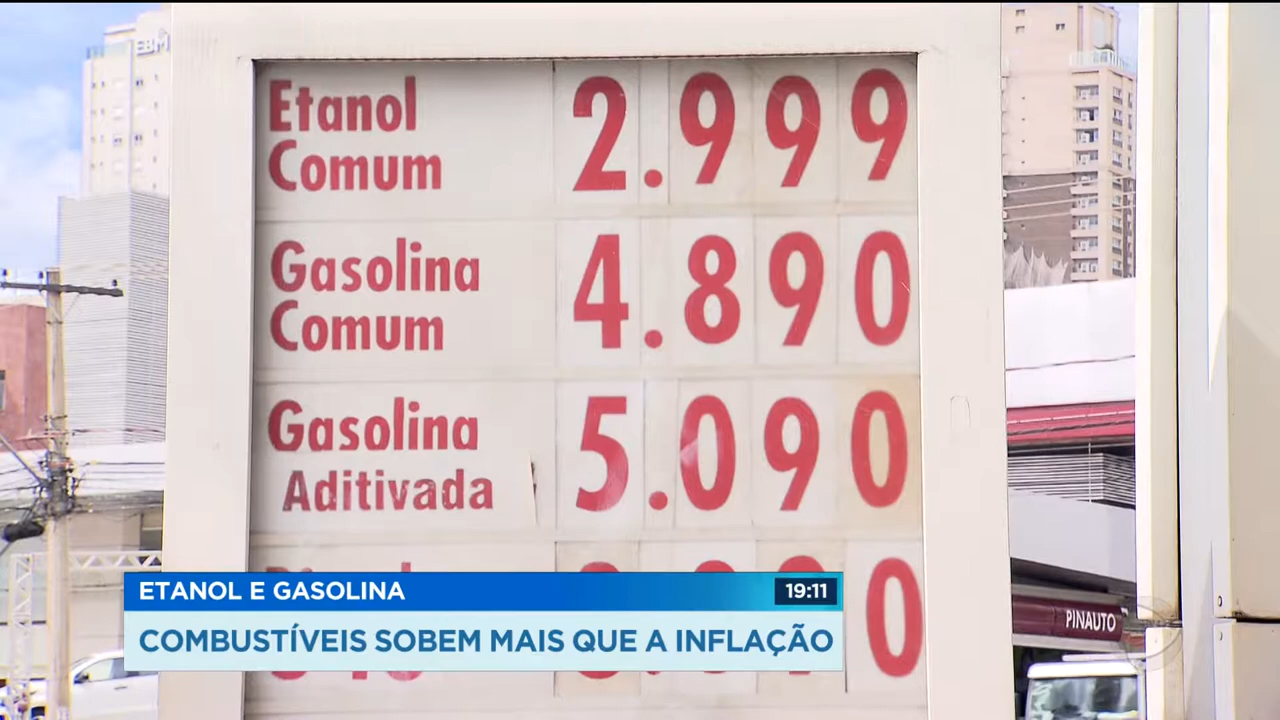 EBM
Etanol
Comum
2.999
Gasolina
Comum
4.890
Gasolina
Aditivada
5.090
ETANOL E GASOLINA
19:11
COMBUSTÍVEIS SOBEM MAIS QUE A INFLAÇÃO
PINAUTO